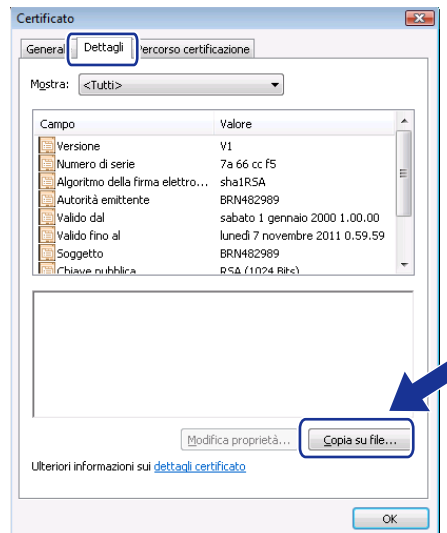 Certificato
General Dettagli Percorso certificazione
Mostra: <Tutti>
Campo Valore
Versione V1
Numero di serie 7a 66 cc f5
Algoritmo della firma elettro... sha1RSA
Autorità emittente BRN482989
Valido dal sabato 1 gennaio 2000 1.00.00
Valido fino al lunedì 7 novembre 2011 0.59.59
Soggetto BRN482989
Chiave pubblica RSA (1024 Bits)
Modifica proprietà... Copia su file...
Ulteriori informazioni sui dettagli certificato
OK